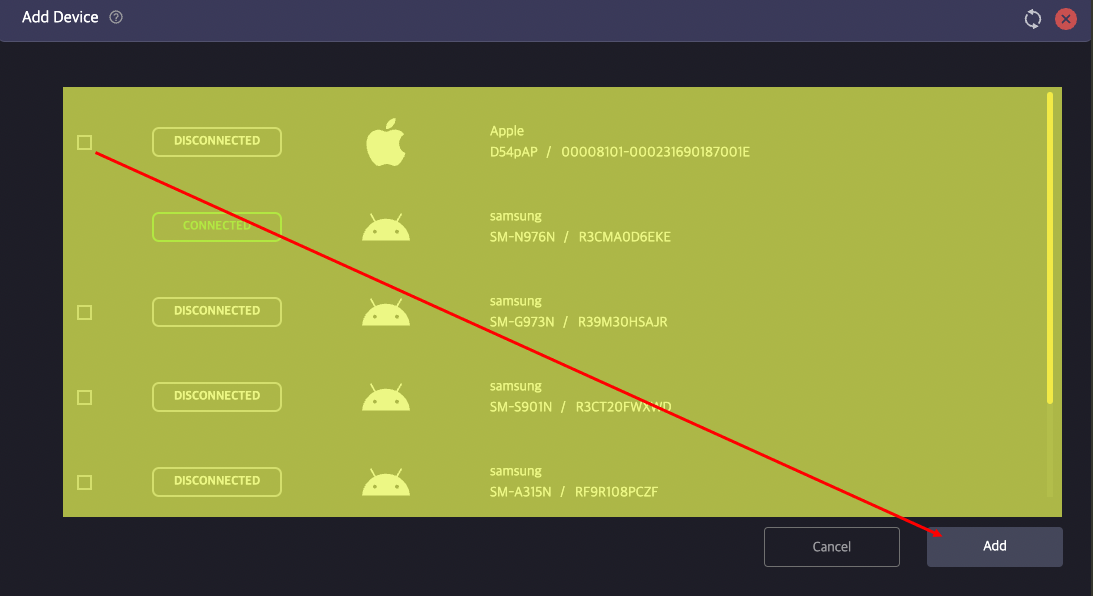 Add Device
DISCONNECTED
Apple
D54pAP / 00008101-000231690187001E
CONNECTED
samsung
SM-N976N / R3CMA0D6EKE
DISCONNECTED
samsung
SM-G973N / R39M30HSAJR
DISCONNECTED
samsung
SM-S901N / R3CT20FWXWD
DISCONNECTED
samsung
SM-A315N / RF9R108PCZF
Cancel
Add